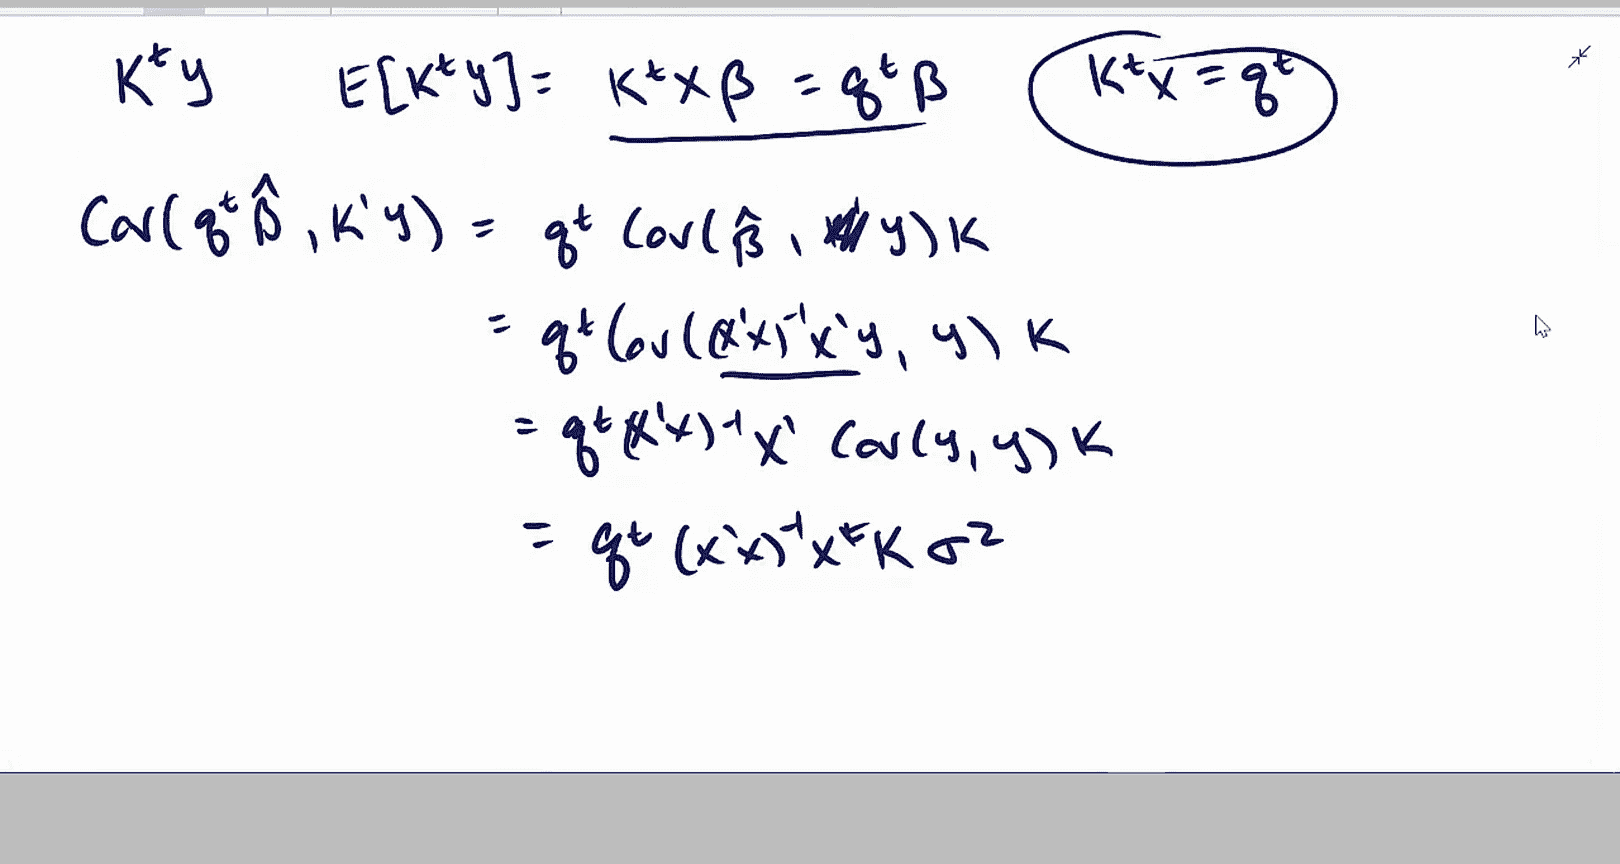 Kᵗy E[Kᵗy] = KᵗXβ = qᵗβ KᵗX = qᵗ
Cov(qᵗβ̂, K'y) = qᵗ Cov(β̂, y)K
= qᵗ Cov((X'X)⁻¹X'y, y) K
= qᵗ(X'X)⁻¹X' Cov(y, y) K
= qᵗ (X'X)⁻¹XᵗK σ²